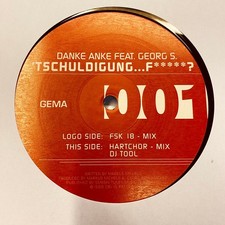 DANKE ANKE FEAT. GEORG S.
'TSCHULDIGUNG...F*****?
GEMA
001
LOGO SIDE: FSK 18 - MIX
THIS SIDE: HARTCHOR - MIX
DJ TOOL